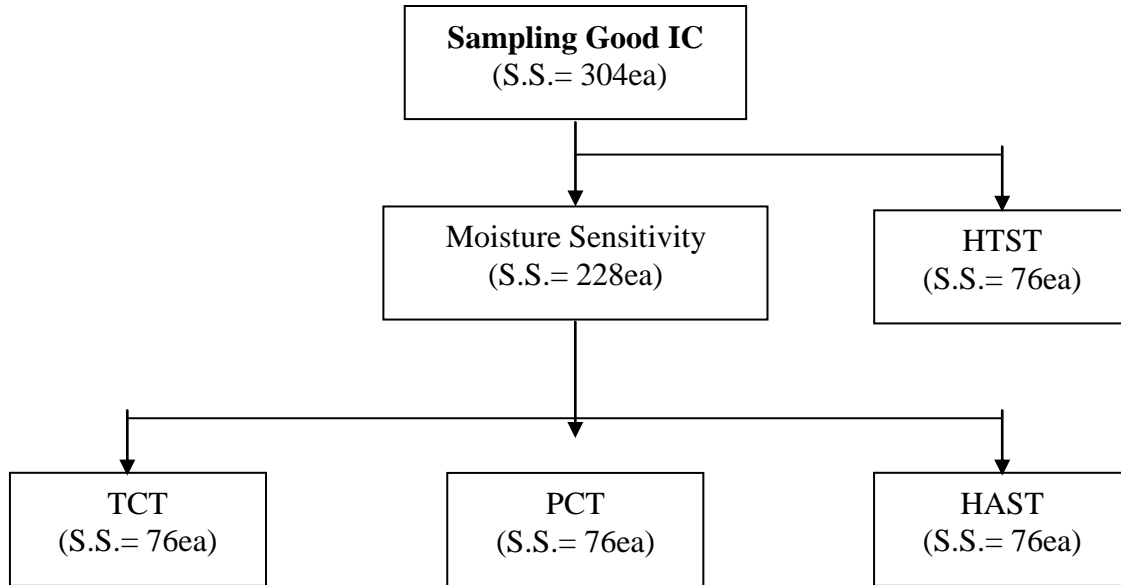 Sampling Good IC
(S.S.= 304ea)
Moisture Sensitivity
(S.S.= 228ea)
HTST
(S.S.= 76ea)
TCT
(S.S.= 76ea)
PCT
(S.S.= 76ea)
HAST
(S.S.= 76ea)